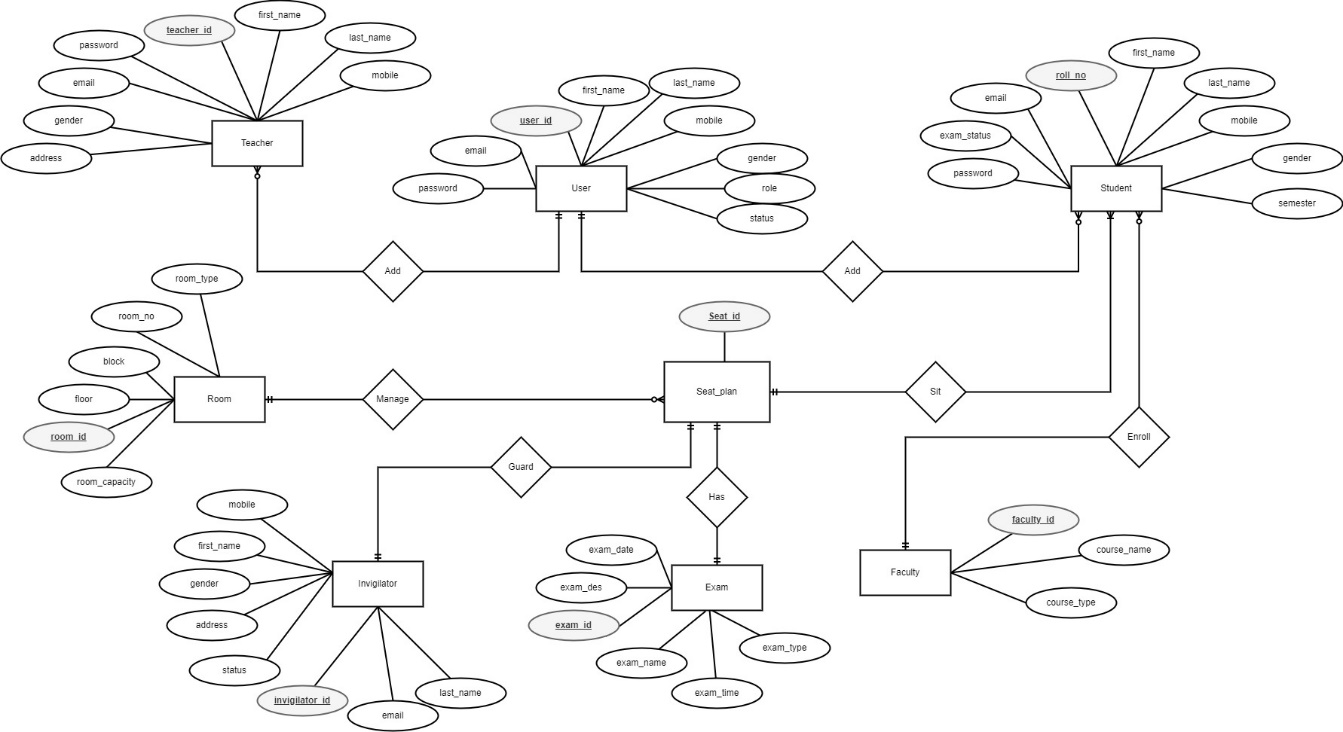 teacher_id
first_name
last_name
mobile
password
email
gender
address
Teacher
user_id
first_name
last_name
mobile
email
password
gender
role
status
User
roll_no
first_name
last_name
mobile
email
exam_status
password
gender
semester
Student
Add
Add
room_type
room_no
block
floor
room_id
room_capacity
Room
Manage
Seat_id
Seat_plan
Sit
Enroll
Guard
Has
mobile
first_name
gender
address
status
invigilator_id
email
last_name
Invigilator
exam_date
exam_des
exam_id
exam_name
exam_time
exam_type
Exam
faculty_id
course_name
course_type
Faculty